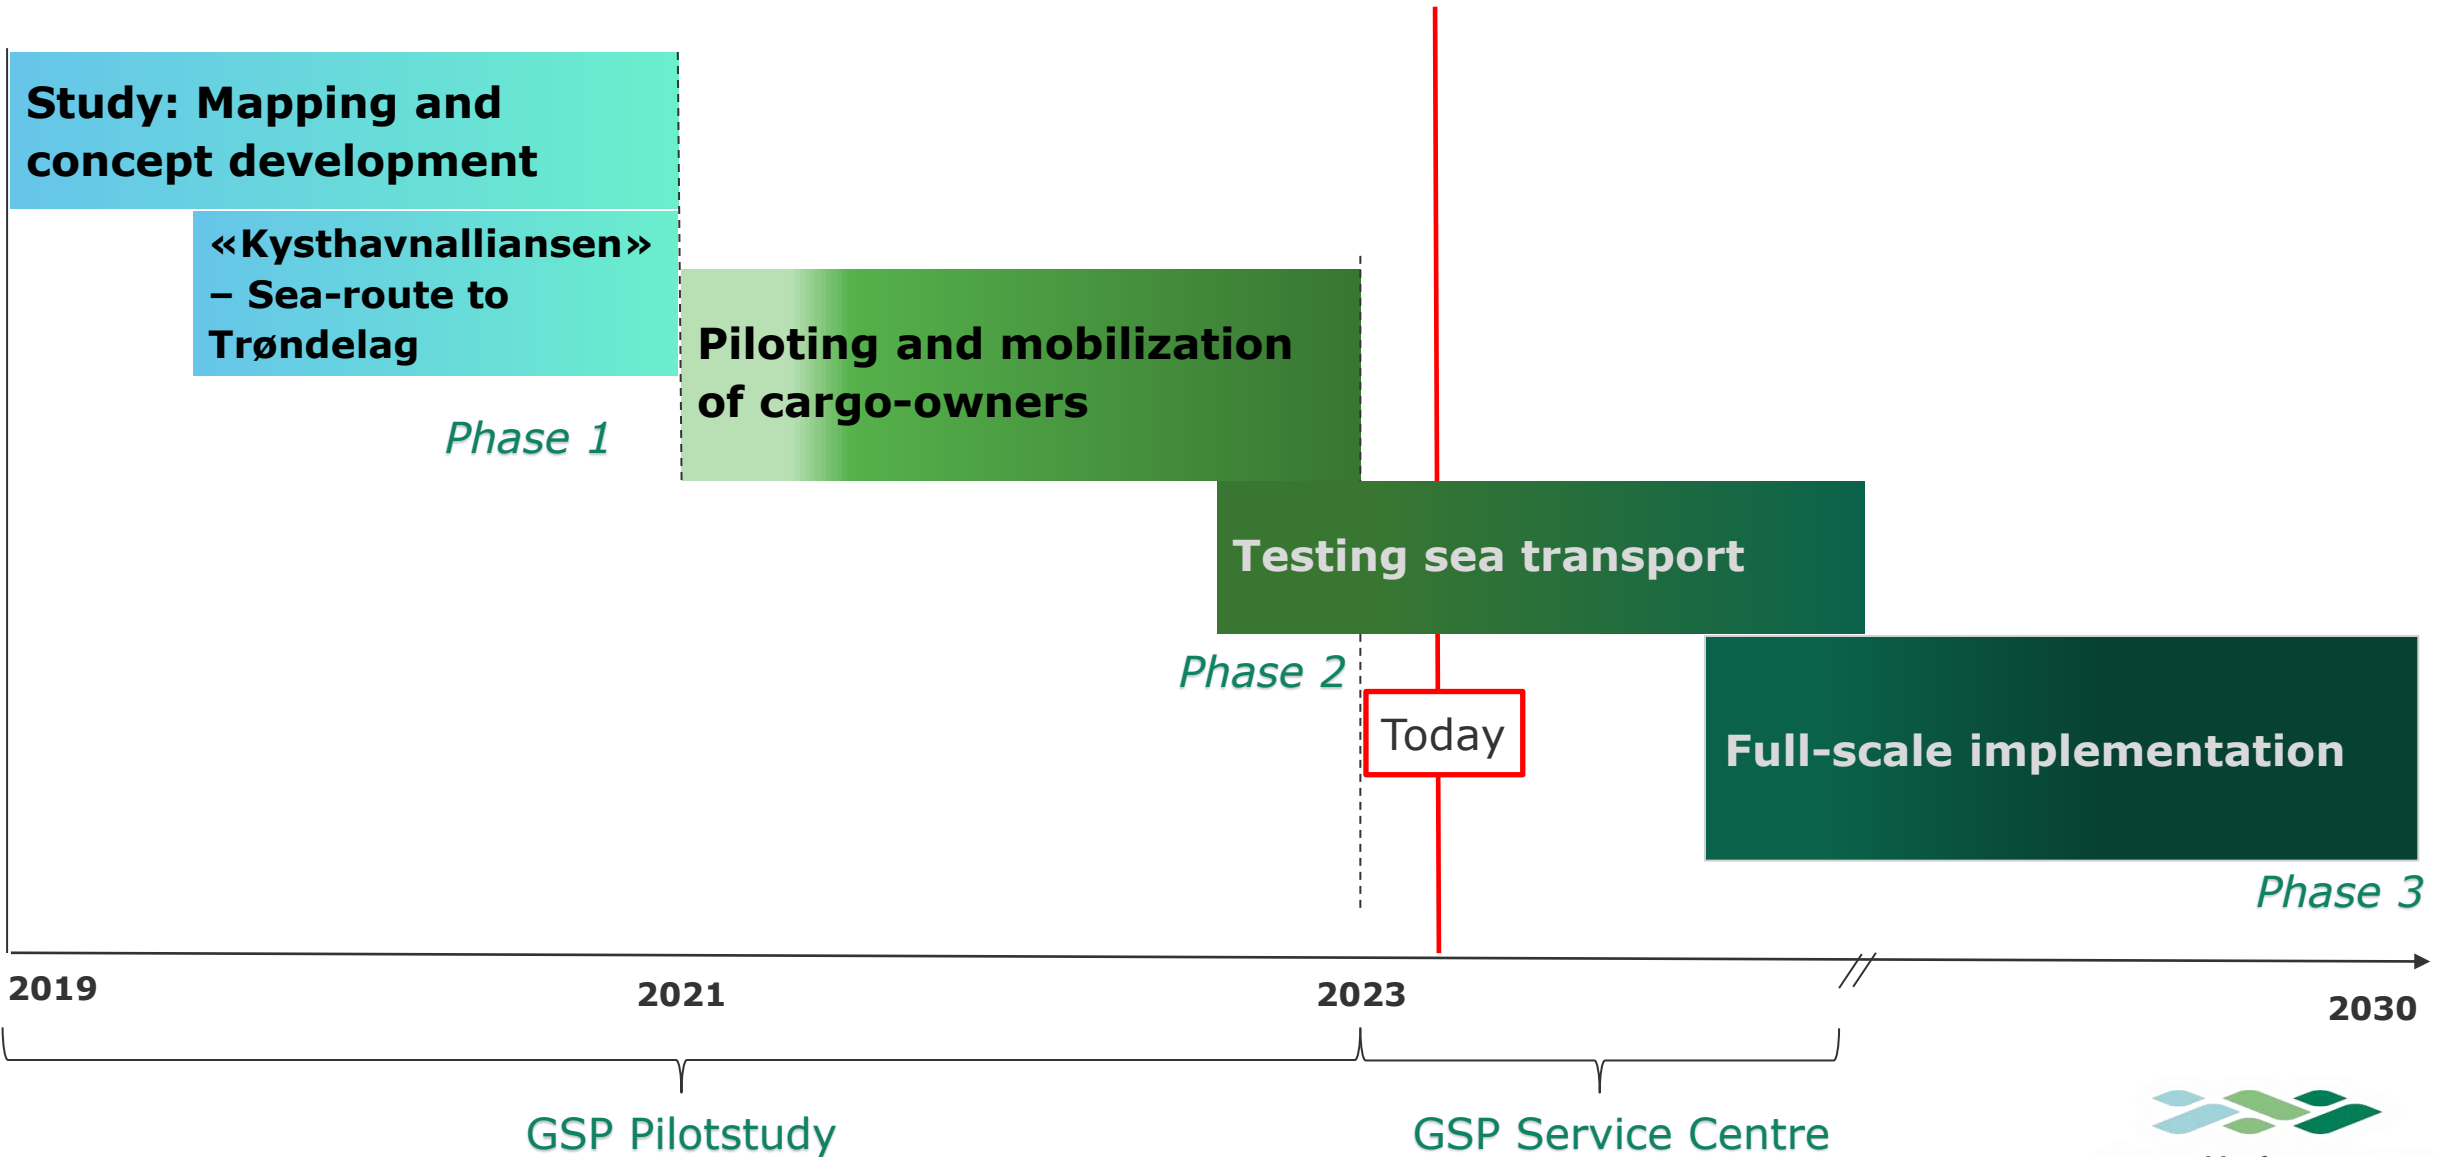 Study: Mapping and
concept development
«Kysthavnalliansen»
– Sea-route to
Trøndelag
Phase 1
Piloting and mobilization
of cargo-owners
Testing sea transport
Phase 2
Today
Full-scale implementation
Phase 3
2019
2021
2023
2030
GSP Pilotstudy
GSP Service Centre